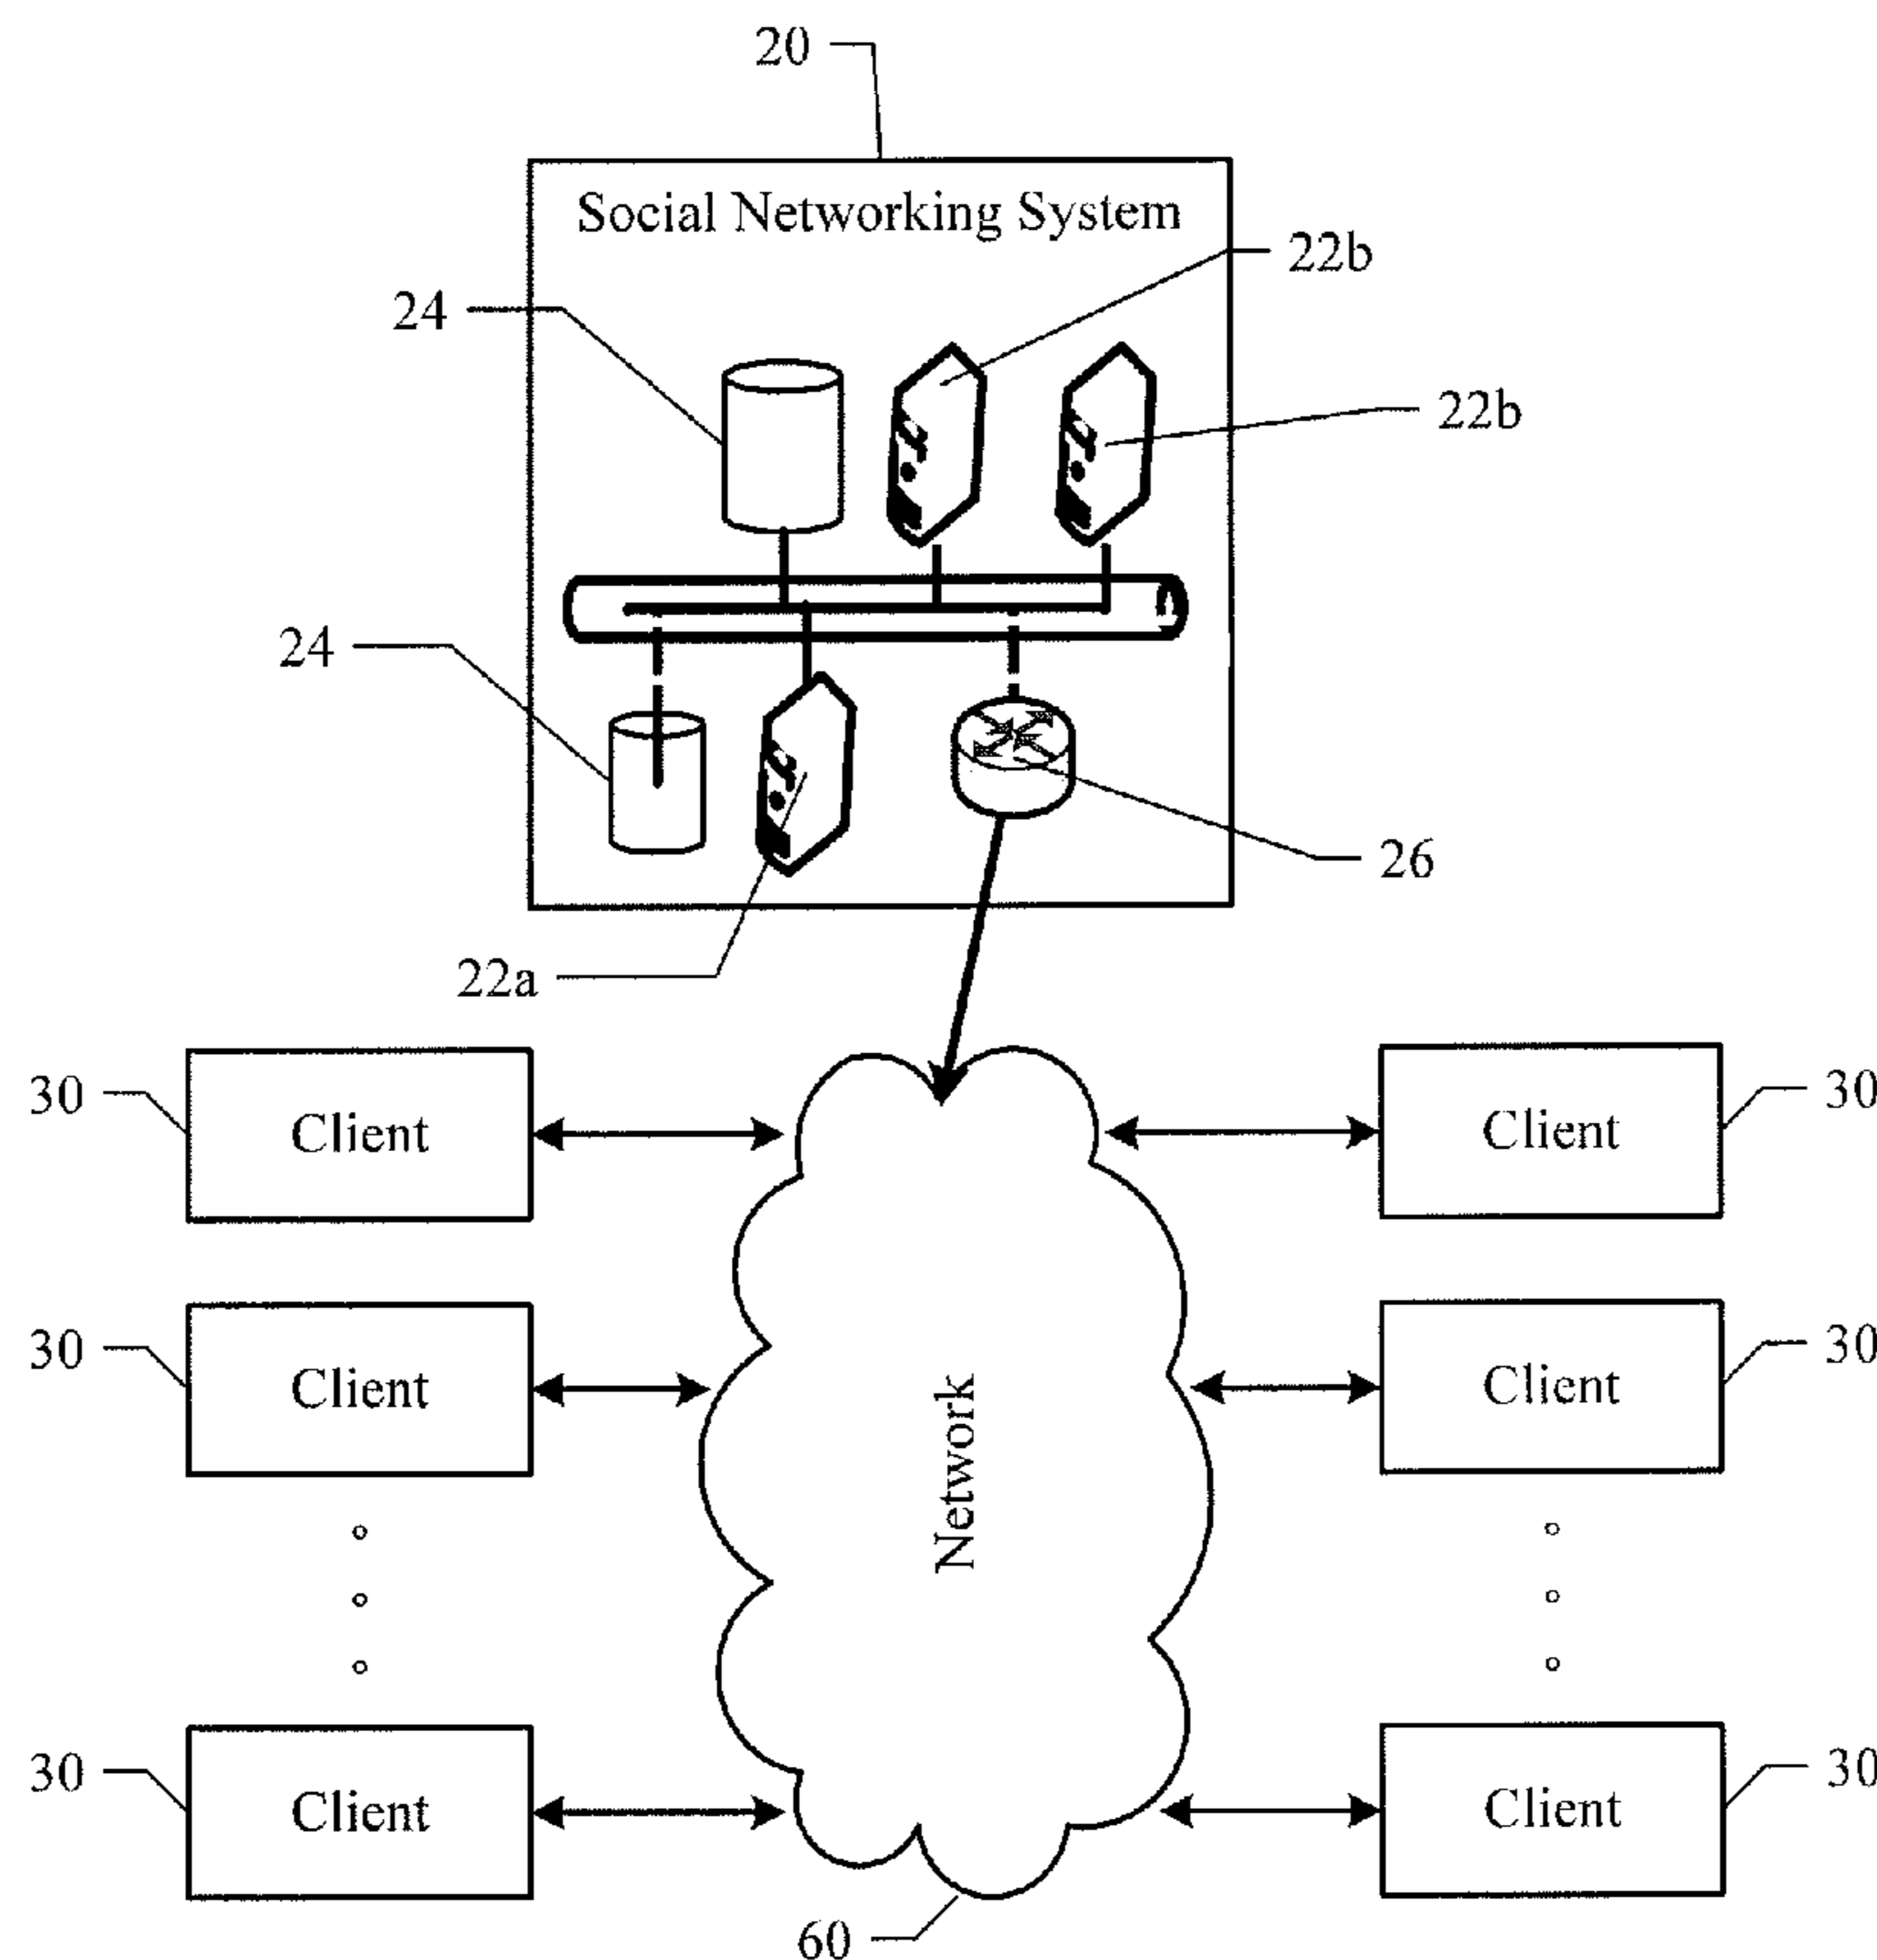 20
Social Networking System
22b
24
22b
24
26
22a
30 Client Client 30
30 Client Client 30
Network
30 Client Client 30
60